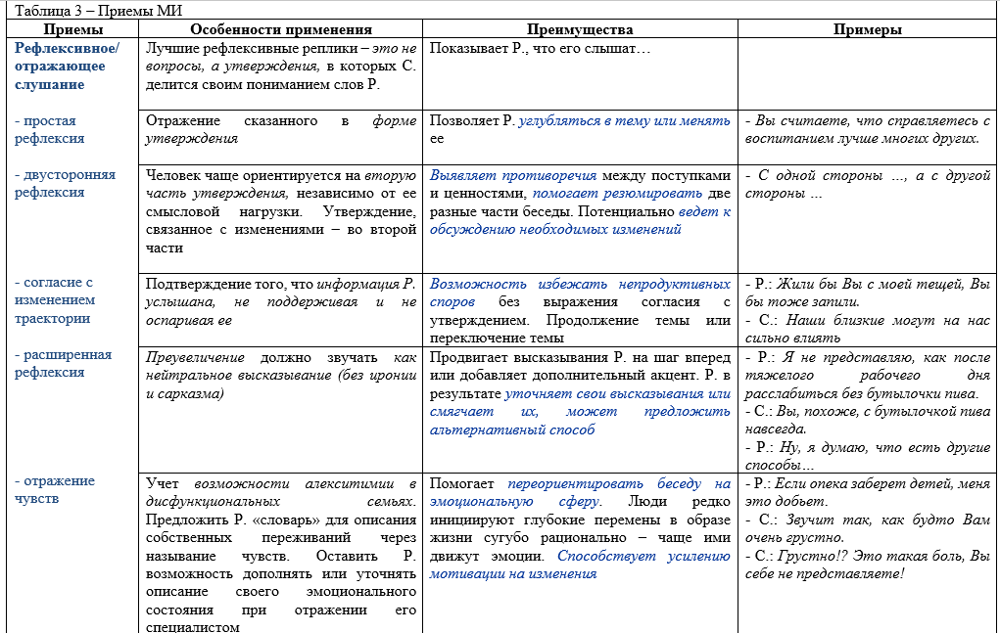 Таблица 3 – Приемы МИ
Приемы
Особенности применения
Преимущества
Примеры
Рефлексивное/
отражающее
слушание
Лучшие рефлексивные реплики – это не
вопросы, а утверждения, в которых С.
делится своим пониманием слов Р.
Показывает Р., что его слышат…
- простая
рефлексия
Отражение сказанного в форме
утверждения
Позволяет Р. углубляться в тему или менять
ее
- Вы считаете, что справляетесь с
воспитанием лучше многих других.
- двусторонняя
рефлексия
Человек чаще ориентируется на вторую
часть утверждения, независимо от ее
смысловой нагрузки. Утверждение,
связанное с изменениями – во второй
части
Выявляет противоречия между поступками
и ценностями, помогает резюмировать две
разные части беседы. Потенциально ведет к
обсуждению необходимых изменений
- С одной стороны …, а с другой
стороны …
- согласие с
изменением
траектории
Подтверждение того, что информация Р.
услышана, не поддерживая и не
оспаривая ее
Возможность избежать непродуктивных
споров без выражения согласия с
утверждением. Продолжение темы или
переключение темы
- Р.: Жили бы Вы с моей тещей, Вы
бы тоже запили.
- С.: Наши близкие могут на нас
сильно влиять
- расширенная
рефлексия
Преувеличение должно звучать как
нейтральное высказывание (без иронии
и сарказма)
Продвигает высказывания Р. на шаг вперед
или добавляет дополнительный акцент. Р. в
результате уточняет свои высказывания или
смягчает их, может предложить
альтернативный способ
- Р.: Я не представляю, как после
тяжелого рабочего дня
расслабиться без бутылочки пива.
- С.: Вы, похоже, с бутылочкой пива
навсегда.
- Р.: Ну, я думаю, что есть другие
способы…
- отражение
чувств
Учет возможности алекситимии в
дисфункциональных семьях.
Предложить Р. «словарь» для описания
собственных переживаний через
называние чувств. Оставить Р.
возможность дополнять или уточнять
описание своего эмоционального
состояния при отражении его
специалистом
Помогает переориентировать беседу на
эмоциональную сферу. Люди редко
инициируют глубокие перемены в образе
жизни сугубо рационально – чаще ими
движут эмоции. Способствует усилению
мотивации на изменения
- Р.: Если опека заберет детей, меня
это добьет.
- С.: Звучит так, как будто Вам
очень грустно.
- С.: Грустно!? Это такая боль, Вы
себе не представляете!